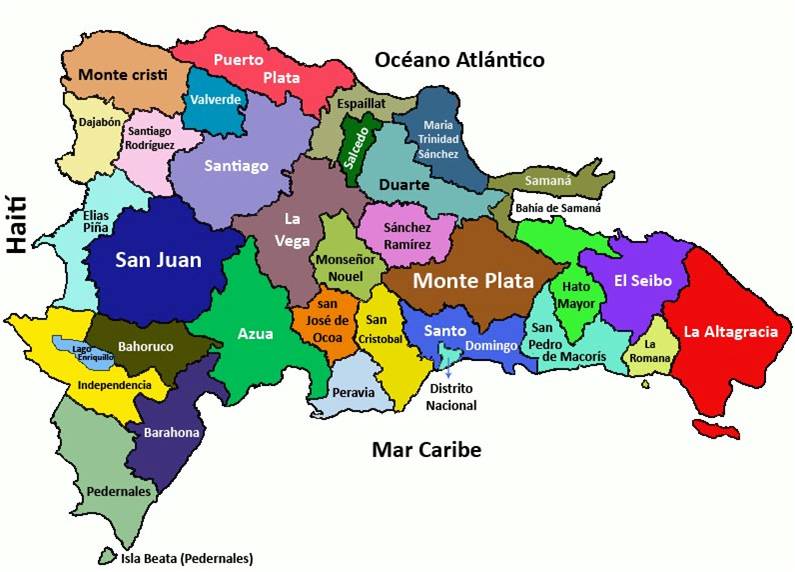 Océano Atlántico
Puerto
Plata
Monte cristi
Valverde
Espaillat
Dajabón
Santiago
Rodríguez
Maria
Trinidad
Sánchez
Salcedo
Santiago
Duarte
Samaná
Bahía de Samaná
Haití
Elias
Piña
La
Vega
Sánchez
Ramírez
San Juan
Monseñor
Nouel
Monte Plata
El Seibo
Hato
Mayor
san
José de
Ocoa
San
Cristobal
Azua
Santo
Domingo
San
Pedro
de Macorís
La
Romana
La Altagracia
Bahoruco
Lago
Enriquillo
Independencia
Peravia
Distrito
Nacional
Barahona
Mar Caribe
Pedernales
Isla Beata (Pedernales)